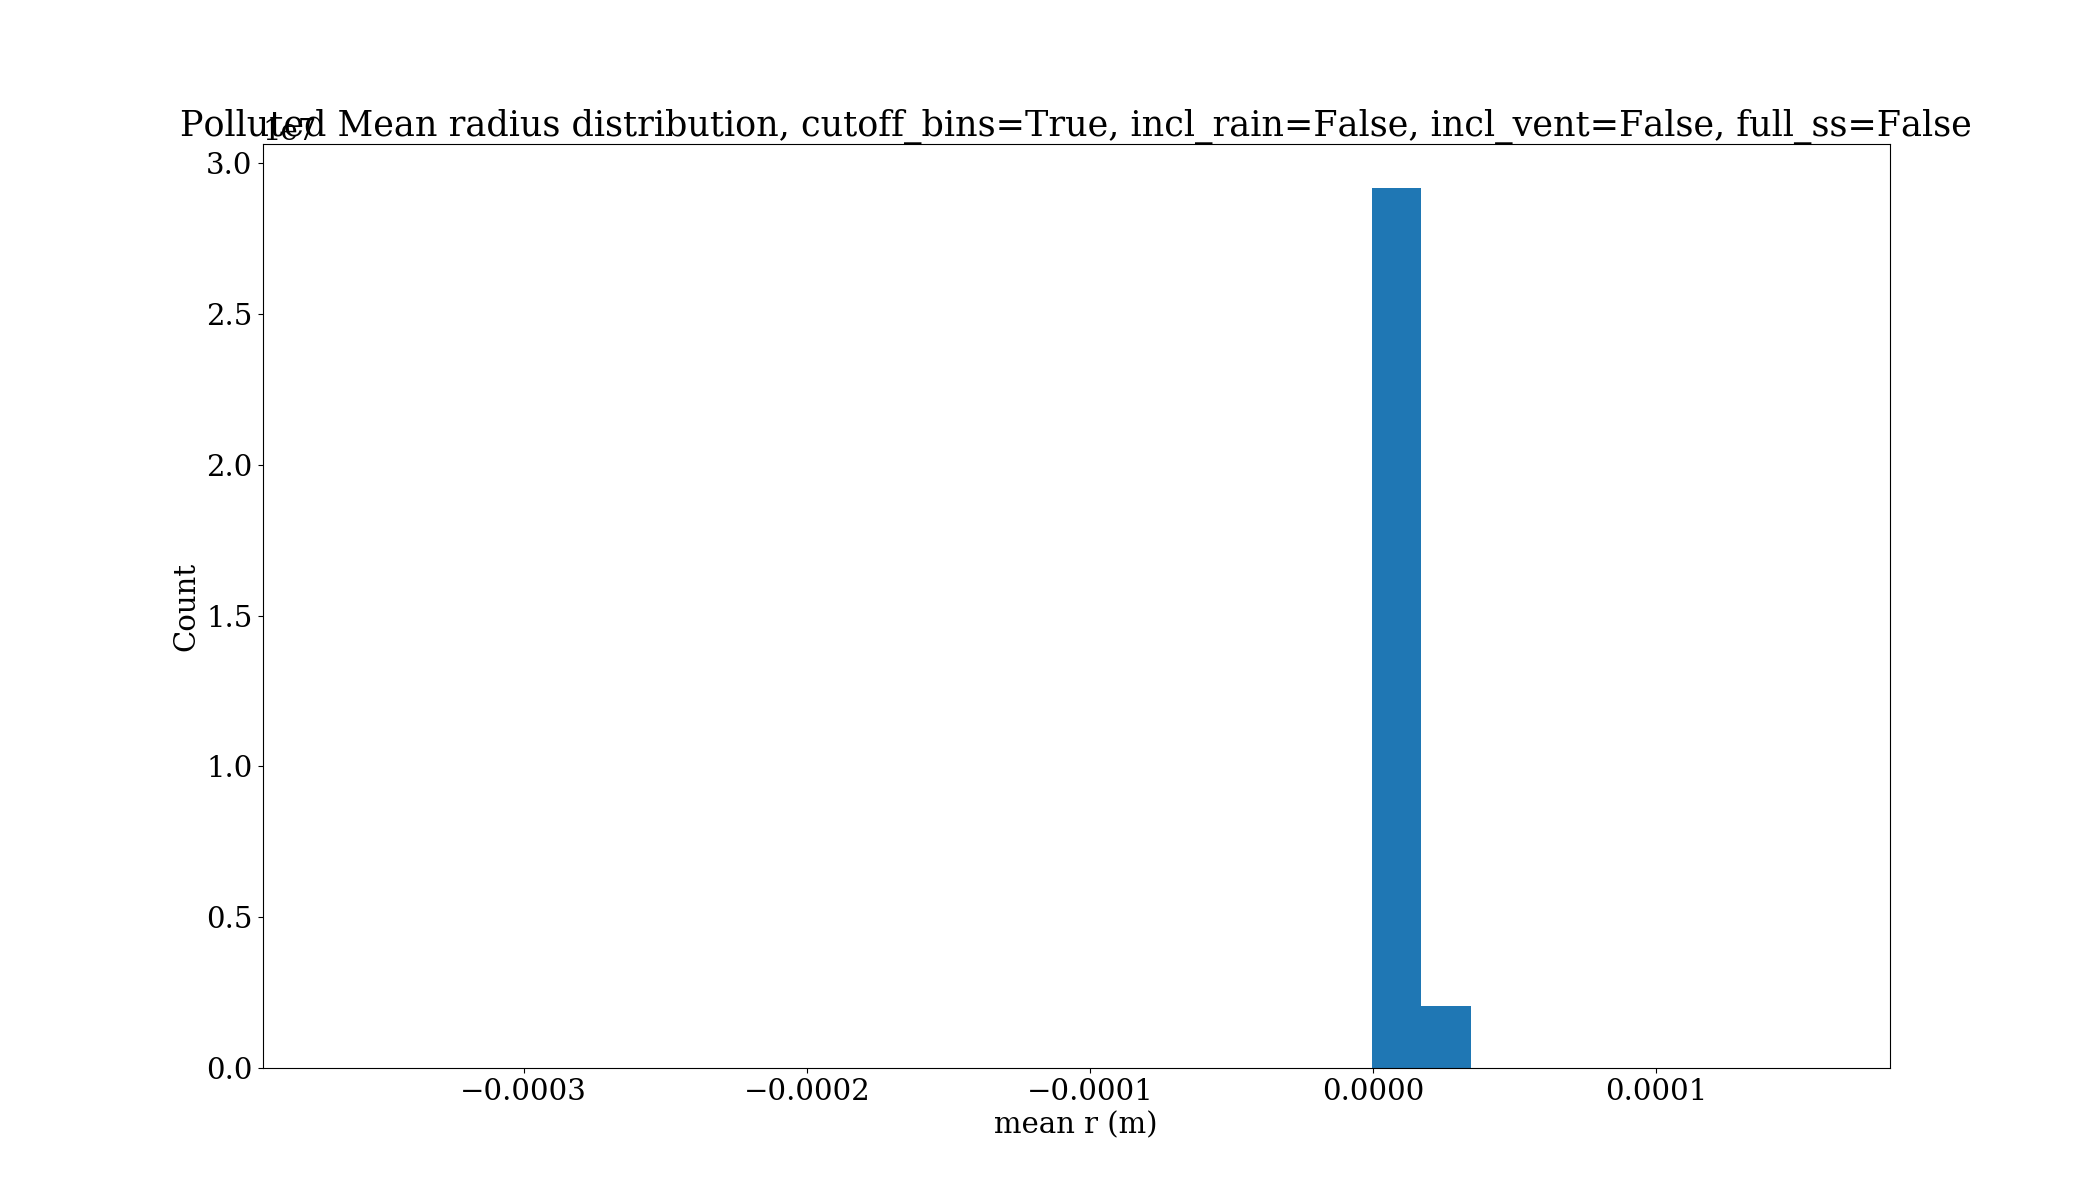 Polluted Mean radius distribution, cutoff_bins=True, incl_rain=False, incl_vent=False, full_ss=False
1e7
3.0
2.5
2.0
1.5
1.0
0.5
0.0
Count
−0.0003 −0.0002 −0.0001 0.0000 0.0001
mean r (m)